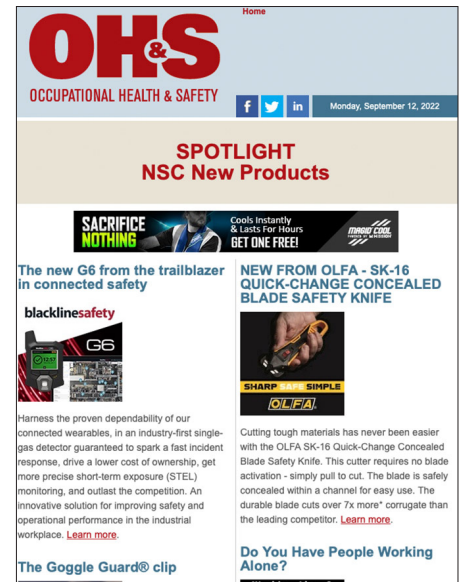 Home
OH&S
OCCUPATIONAL HEALTH & SAFETY
f
in
Monday, September 12, 2022
SPOTLIGHT
NSC New Products
SACRIFICE
NOTHING
Cools Instantly
& Lasts For Hours
GET ONE FREE!
MAGID COOL
POWERED BY MISSION
The new G6 from the trailblazer
in connected safety
blacklinesafety
G6
Harness the proven dependability of our
connected wearables, in an industry-first single-
gas detector guaranteed to spark a fast incident
response, drive a lower cost of ownership, get
more precise short-term exposure (STEL)
monitoring, and outlast the competition. An
innovative solution for improving safety and
operational performance in the industrial
workplace. Learn more.
The Goggle Guard® clip
NEW FROM OLFA - SK-16
QUICK-CHANGE CONCEALED
BLADE SAFETY KNIFE
SHARP SAFE SIMPLE
OLFA
Cutting tough materials has never been easier
with the OLFA SK-16 Quick-Change Concealed
Blade Safety Knife. This cutter requires no blade
activation - simply pull to cut. The blade is safely
concealed within a channel for easy use. The
durable blade cuts over 7x more* corrugate than
the leading competitor. Learn more.
Do You Have People Working
Alone?